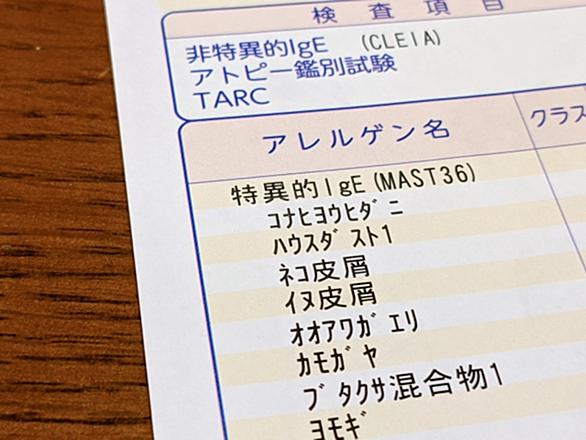 検査項目
非特異的IgE (CLEIA)
アトピー鑑別試験
TARC
アレルゲン名 クラス
特異的IgE(MAST36)
コナヒョウヒダニ
ハウスダスト1
ネコ皮屑
イヌ皮屑
オオアワガエリ
カモガヤ
ブタクサ混合物1
ヨモギ